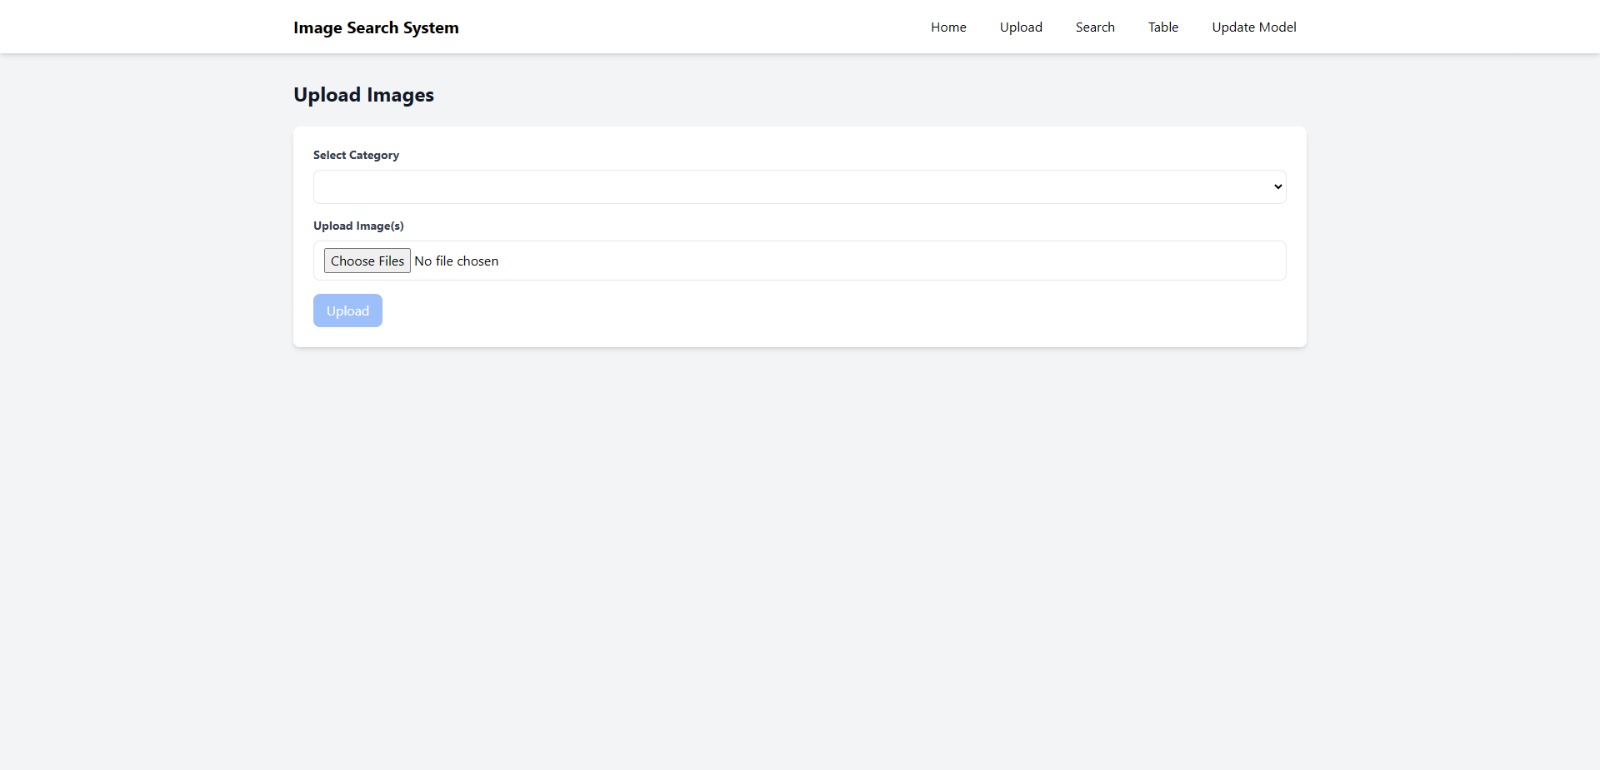 Image Search System
Home Upload Search Table Update Model
Upload Images
Select Category
Upload Image(s)
Choose Files No file chosen
Upload